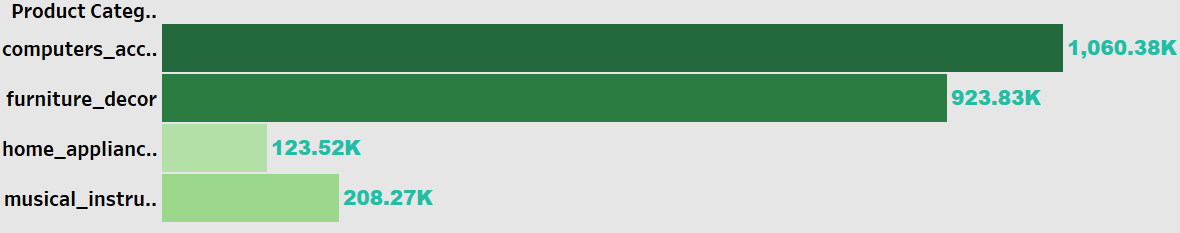 Product Categ..
computers_acc.. 1,060.38K
furniture_decor 923.83K
home_applianc.. 123.52K
musical_instru.. 208.27K